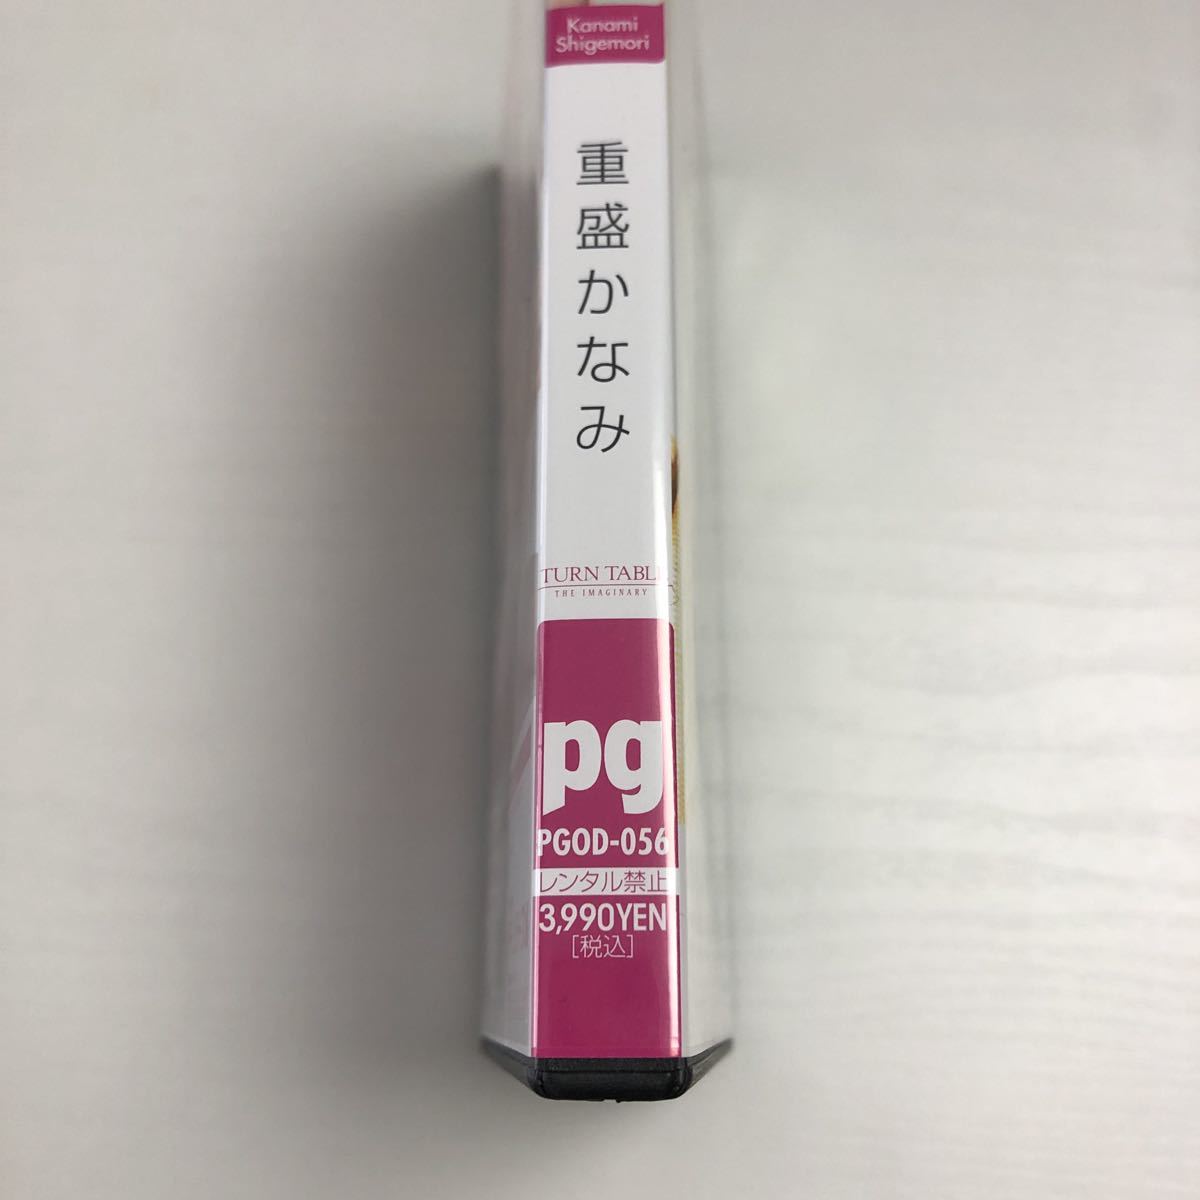 Kanami
Shigemori
重盛かなみ
TURN TABLE
THE IMAGINARY
pg
PGOD-056
レンタル禁止
3,990YEN
[税込]